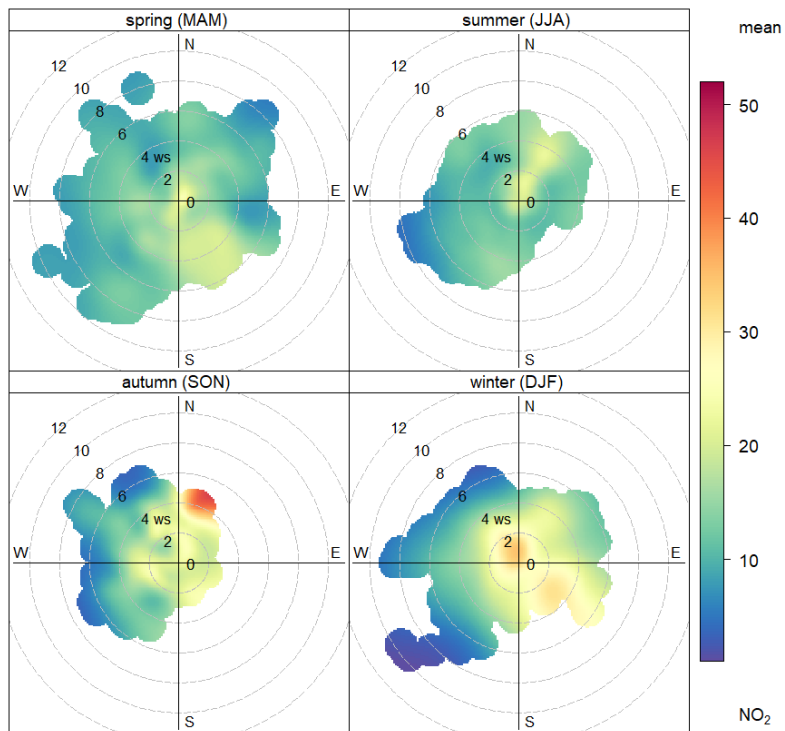 spring (MAM)
summer (JJA)
mean
N
12
10
8
6
4 ws
2
0
W
E
S
N
12
10
8
6
4 ws
2
0
W
E
S
autumn (SON)
winter (DJF)
N
12
10
8
6
4 ws
2
0
W
E
S
N
12
10
8
6
4 ws
2
0
W
E
S
50
40
30
20
10
NO₂